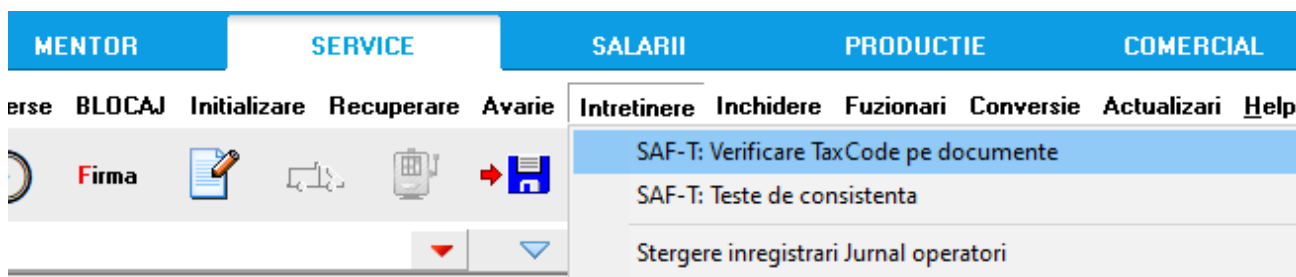 MENTOR SERVICE SALARII PRODUCTIE COMERCIAL
erse BLOCAJ Initializare Recuperare Avarie Intretinere Inchidere Fuzionari Conversie Actualizari Help
Firma
SAF-T: Verificare TaxCode pe documente
SAF-T: Teste de consistenta
Stergere inregistrari Jurnal operatori